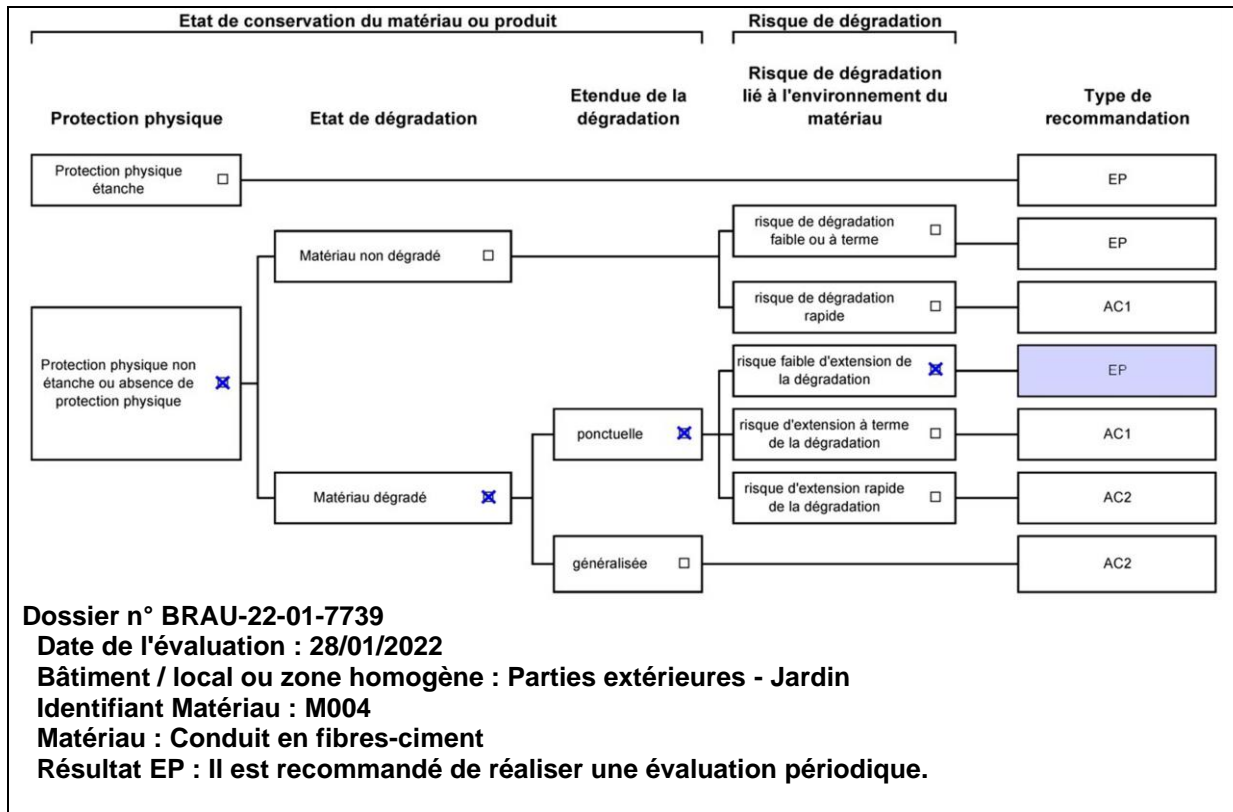 Etat de conservation du matériau ou produit
Risque de dégradation
Protection physique
Etat de dégradation
Etendue de la
dégradation
Risque de dégradation
lié à l'environnement du
matériau
Type de
recommandation
Protection physique
étanche
EP
risque de dégradation
faible ou à terme
EP
Matériau non dégradé
risque de dégradation
rapide
AC1
Protection physique non
étanche ou absence de
protection physique
risque faible d'extension de
la dégradation
EP
ponctuelle
risque d'extension à terme
de la dégradation
AC1
Matériau dégradé
risque d'extension rapide
de la dégradation
AC2
généralisée
AC2
Dossier n° BRAU-22-01-7739
Date de l'évaluation : 28/01/2022
Bâtiment / local ou zone homogène : Parties extérieures - Jardin
Identifiant Matériau : M004
Matériau : Conduit en fibres-ciment
Résultat EP : Il est recommandé de réaliser une évaluation périodique.